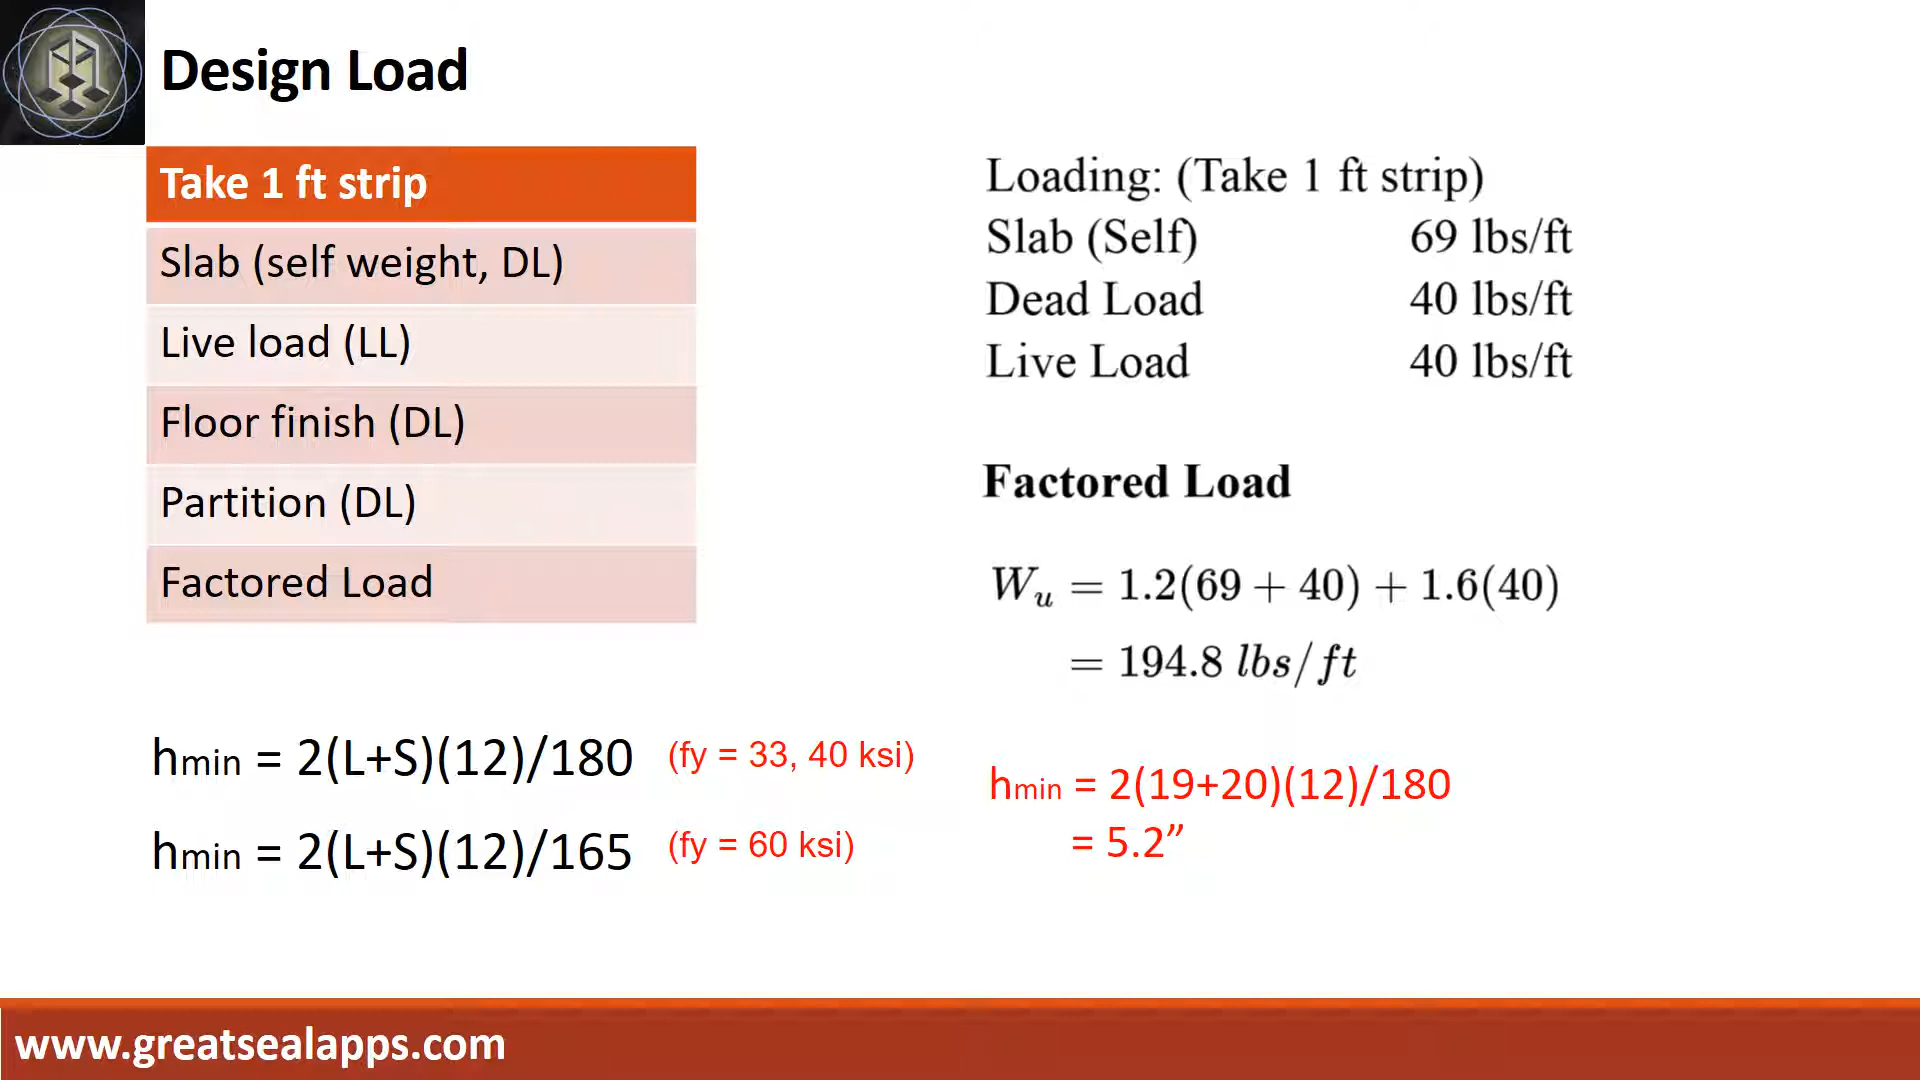 Design Load
Take 1 ft strip
Slab (self weight, DL)
Live load (LL)
Floor finish (DL)
Partition (DL)
Factored Load
hmin = 2(L+S)(12)/180 (fy = 33, 40 ksi)
hmin = 2(L+S)(12)/165 (fy = 60 ksi)
Loading: (Take 1 ft strip)
Slab (Self) 69 lbs/ft
Dead Load 40 lbs/ft
Live Load 40 lbs/ft
Factored Load
Wu = 1.2(69 + 40) + 1.6(40)
= 194.8 lbs/ft
hmin = 2(19+20)(12)/180
= 5.2”
www.greatsealapps.com